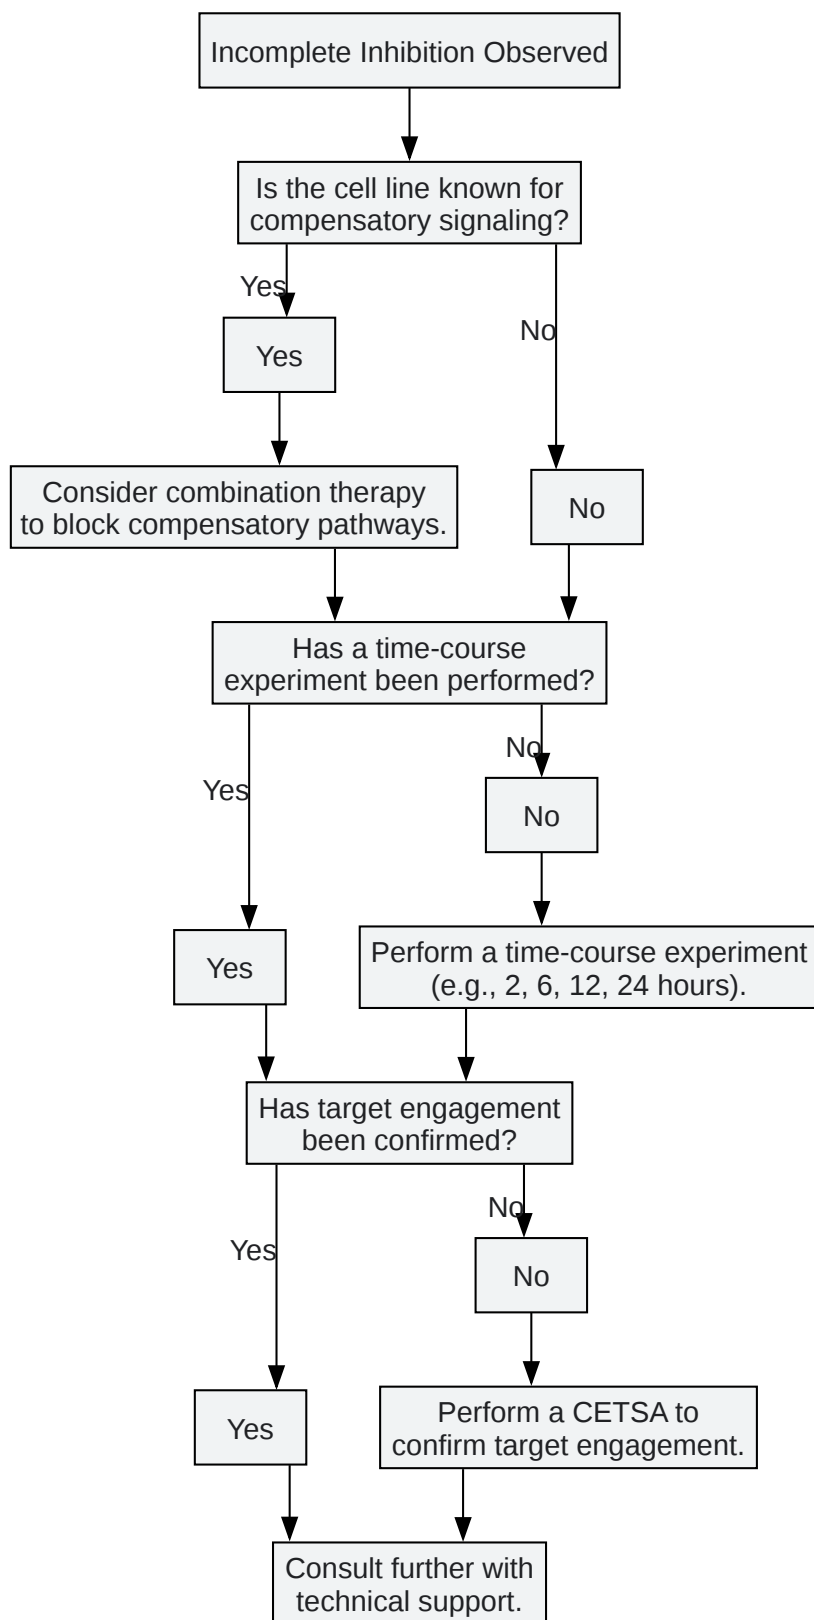 Incomplete Inhibition Observed
Is the cell line known for
compensatory signaling?
Yes
No
Yes
Consider combination therapy
to block compensatory pathways.
No
Has a time-course
experiment been performed?
No
Yes
No
Perform a time-course experiment
(e.g., 2, 6, 12, 24 hours).
Yes
Has target engagement
been confirmed?
No
Yes
No
Yes
Perform a CETSA to
confirm target engagement.
Consult further with
technical support.